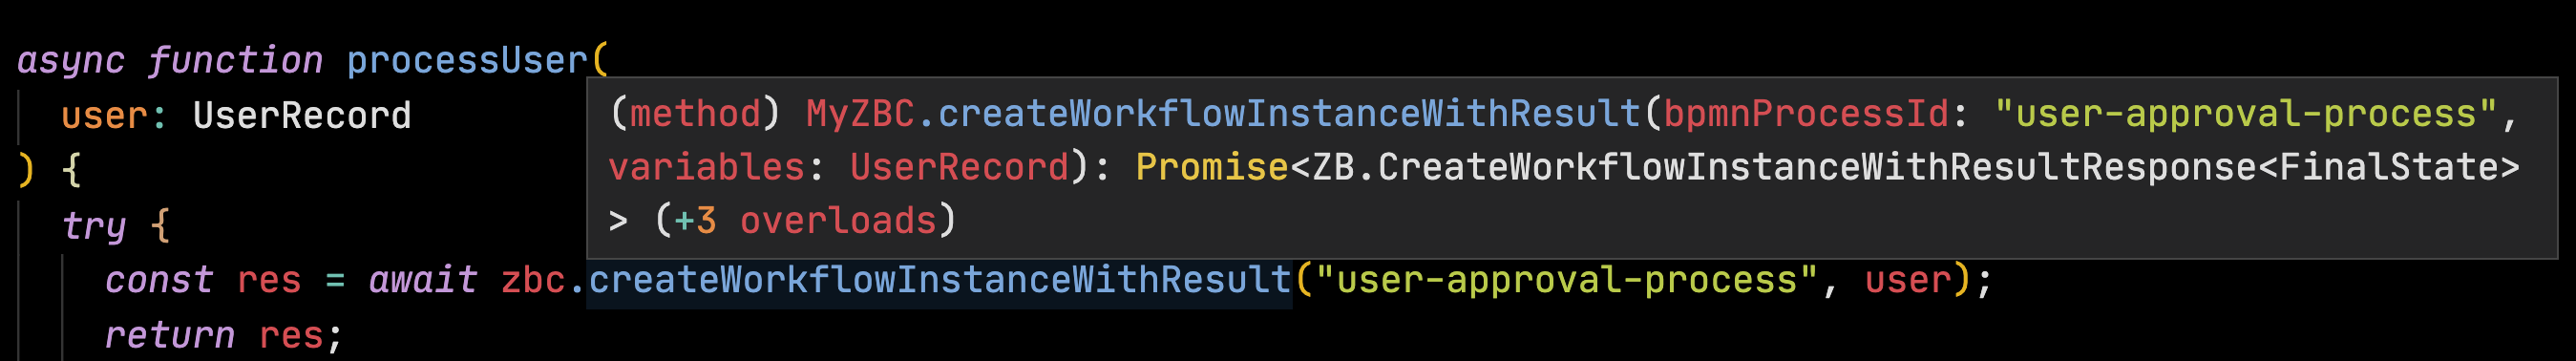 async function processUser(
(method) MyZBC.createWorkflowInstanceWithResult(bpmnProcessId: "user-approval-process",
user: UserRecord
variables: UserRecord): Promise<ZB.CreateWorkflowInstanceWithResultResponse<FinalState>
) {
> (+3 overloads)
try {
const res = await zbc.createWorkflowInstanceWithResult("user-approval-process", user);
return res;